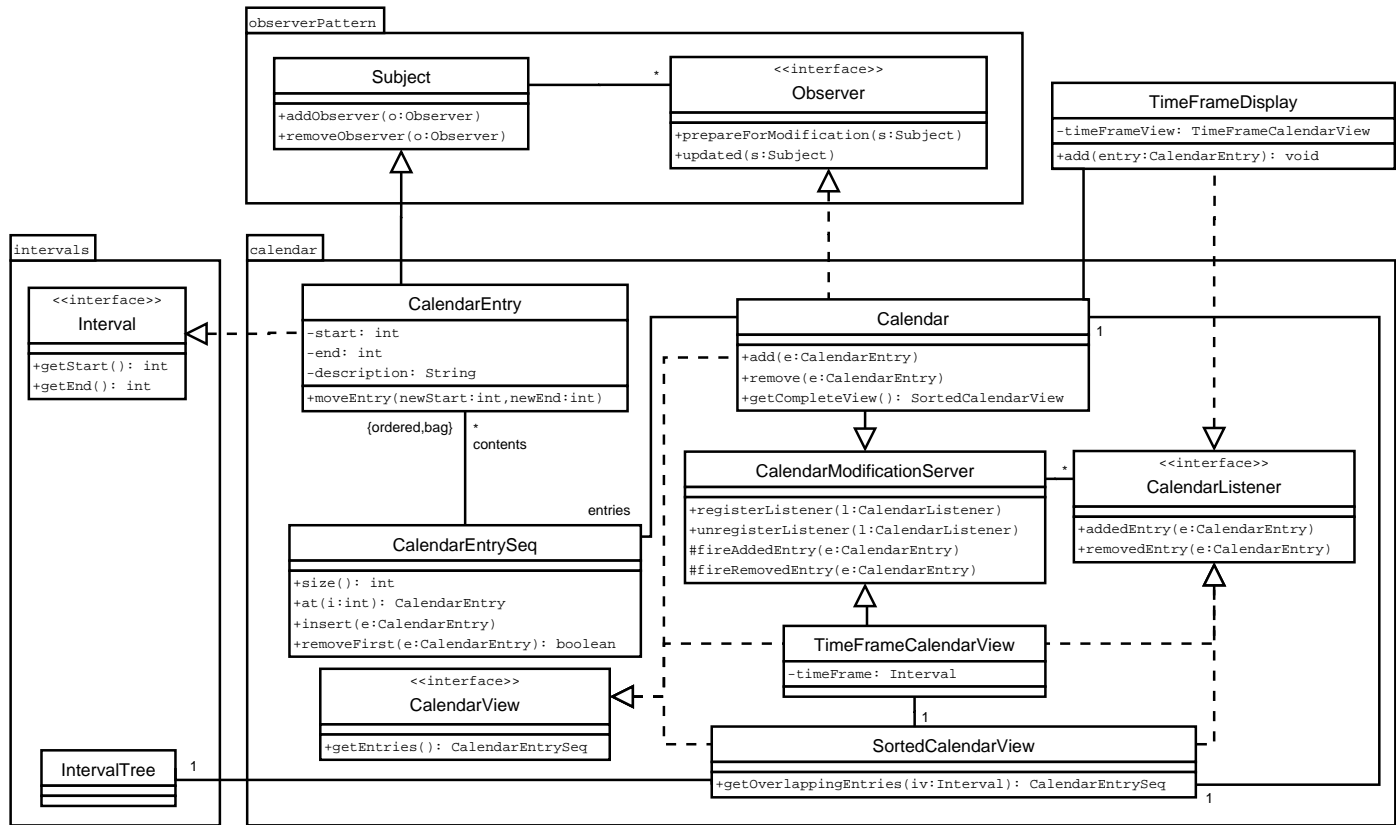 observerPattern
Subject
+addObserver(o:Observer)
+removeObserver(o:Observer)
*
<<interface>>
Observer
+prepareForModification(s:Subject)
+updated(s:Subject)
TimeFrameDisplay
-timeFrameView: TimeFrameCalendarView
+add(entry:CalendarEntry): void
intervals
<<interface>>
Interval
+getStart(): int
+getEnd(): int
IntervalTree
1
calendar
CalendarEntry
-start: int
-end: int
-description: String
+moveEntry(newStart:int,newEnd:int)
{ordered,bag}
*
contents
Calendar
+add(e:CalendarEntry)
+remove(e:CalendarEntry)
+getCompleteView(): SortedCalendarView
1
entries
CalendarEntrySeq
+size(): int
+at(i:int): CalendarEntry
+insert(e:CalendarEntry)
+removeFirst(e:CalendarEntry): boolean
CalendarModificationServer
+registerListener(l:CalendarListener)
+unregisterListener(l:CalendarListener)
#fireAddedEntry(e:CalendarEntry)
#fireRemovedEntry(e:CalendarEntry)
*
<<interface>>
CalendarListener
+addedEntry(e:CalendarEntry)
+removedEntry(e:CalendarEntry)
<<interface>>
CalendarView
+getEntries(): CalendarEntrySeq
TimeFrameCalendarView
-timeFrame: Interval
1
SortedCalendarView
+getOverlappingEntries(iv:Interval): CalendarEntrySeq
1